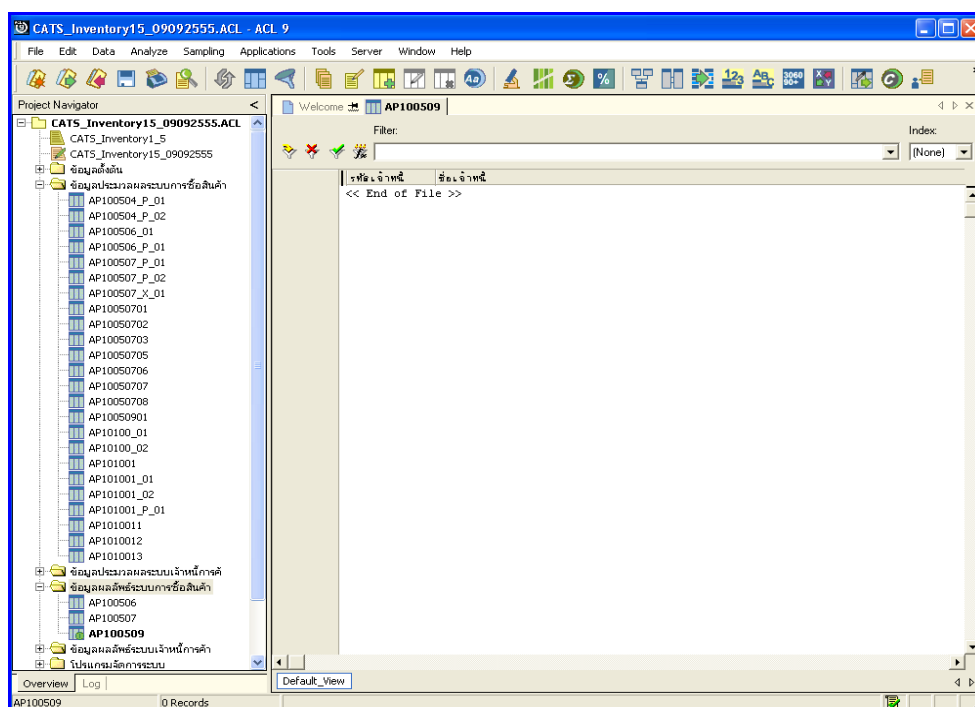 CATS_Inventory15_09092555.ACL - ACL 9
File Edit Data Analyze Sampling Applications Tools Server Window Help
Project Navigator <
Welcome AP100509
CATS_Inventory15_09092555.ACL
CATS_Inventory1_5
CATS_Inventory15_09092555
ข้อมูลตั้งต้น
ข้อมูลประมวลผลระบบการซื้อสินค้า
AP100504_P_01
AP100504_P_02
AP100506_01
AP100506_P_01
AP100507_P_01
AP100507_P_02
AP100507_X_01
AP10050701
AP10050702
AP10050703
AP10050705
AP10050706
AP10050707
AP10050708
AP10050901
AP10100_01
AP10100_02
AP101001
AP101001_01
AP101001_02
AP101001_P_01
AP1010011
AP1010012
AP1010013
ข้อมูลประมวลผลระบบเจ้าหนี้การค้
ข้อมูลผลลัพธ์ระบบการซื้อสินค้า
AP100506
AP100507
AP100509
ข้อมูลผลลัพธ์ระบบเจ้าหนี้การค้า
โปรแกรมจัดการระบบ
Filter: Index:
(None)
รหัสเจ้าหนี้ ชื่อเจ้าหนี้
<< End of File >>
Overview Log
Default_View
AP100509 0 Records